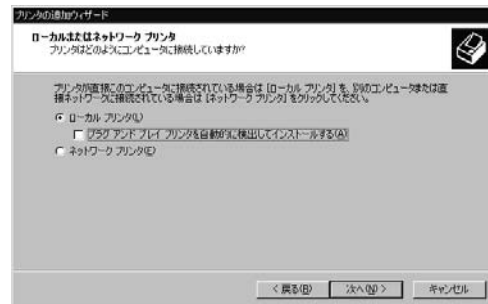 プリンタの追加ウィザード
ローカルまたはネットワーク プリンタ
プリンタはどのようにコンピュータに接続していますか?
プリンタが直接このコンピュータに接続されている場合は [ローカル プリンタ] を、別のコンピュータまたは直
接ネットワークに接続されている場合は [ネットワーク プリンタ] をクリックしてください。
ローカル プリンタ(L)
プラグ アンド プレイ プリンタを自動的に検出してインストールする(A)
ネットワーク プリンタ(E)
< 戻る(B)
次へ(N) >
キャンセル